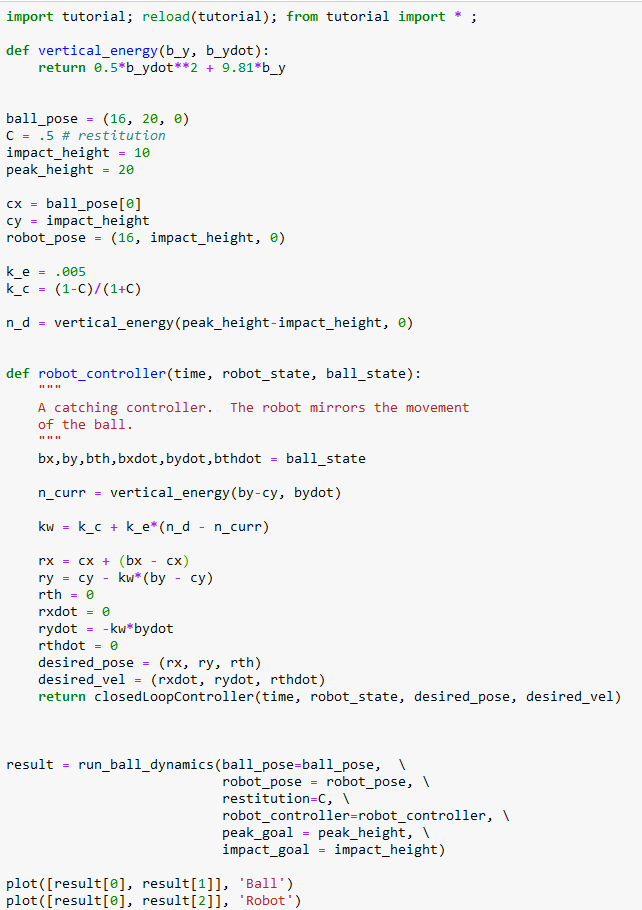 import tutorial; reload(tutorial); from tutorial import * ;
def vertical_energy(b_y, b_ydot):
    return 0.5*b_ydot**2 + 9.81*b_y
ball_pose = (16, 20, 0)
C = .5 # restitution
impact_height = 10
peak_height = 20
cx = ball_pose[0]
cy = impact_height
robot_pose = (16, impact_height, 0)
k_e = .005
k_c = (1-C)/(1+C)
n_d = vertical_energy(peak_height-impact_height, 0)
def robot_controller(time, robot_state, ball_state):
    """
    A catching controller.  The robot mirrors the movement
    of the ball.
    """
    bx,by,bth,bxdot,bydot,bthdot = ball_state
    n_curr = vertical_energy(by-cy, bydot)
    kw = k_c + k_e*(n_d - n_curr)
    rx = cx + (bx - cx)
    ry = cy - kw*(by - cy)
    rth = 0
    rxdot = 0
    rydot = -kw*bydot
    rthdot = 0
    desired_pose = (rx, ry, rth)
    desired_vel = (rxdot, rydot, rthdot)
    return closedLoopController(time, robot_state, desired_pose, desired_vel)
result = run_ball_dynamics(ball_pose=ball_pose,  \
                           robot_pose = robot_pose, \
                           restitution=C, \
                           robot_controller=robot_controller, \
                           peak_goal = peak_height, \
                           impact_goal = impact_height)
plot([result[0], result[1]], 'Ball')
plot([result[0], result[2]], 'Robot')